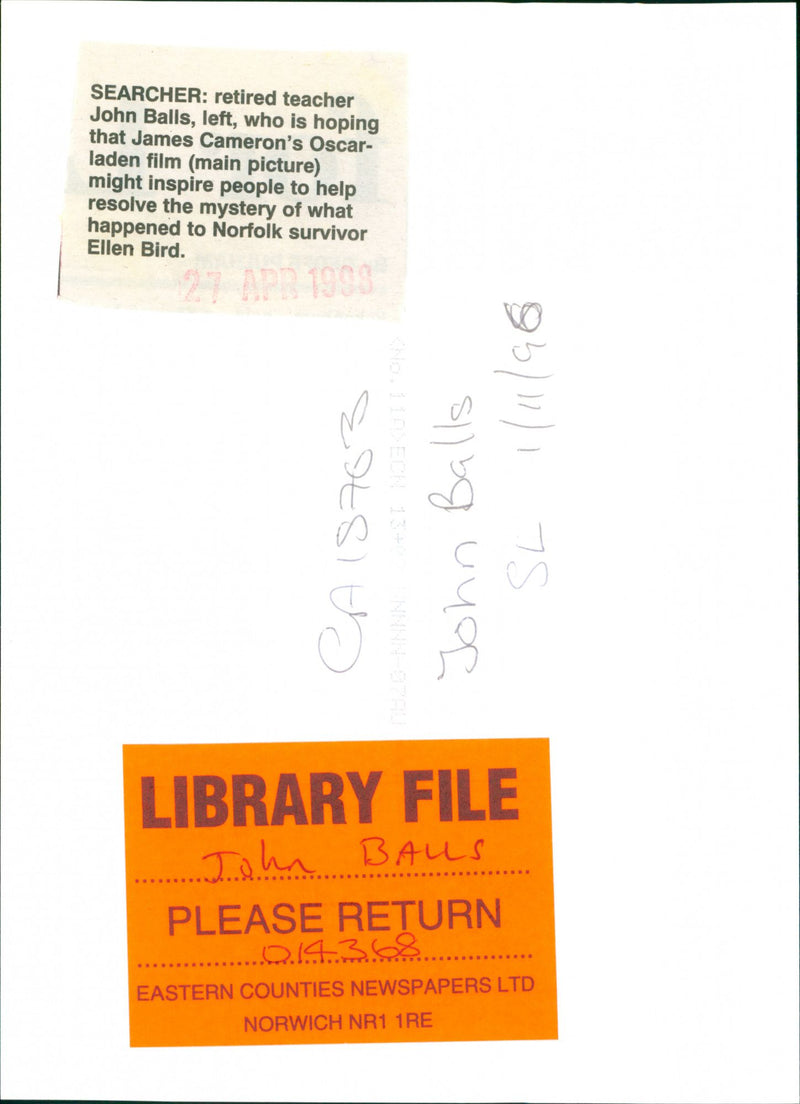 SEARCHER: retired teacher
John Balls, left, who is hoping
that James Cameron's Oscar-
laden film (main picture)
might inspire people to help
resolve the mystery of what
happened to Norfolk survivor
Ellen Bird.
27 APR 1998
CA 18763
John Balls
SL 1/11/98
LIBRARY FILE
John BALLS
PLEASE RETURN
014368
EASTERN COUNTIES NEWSPAPERS LTD
NORWICH NR1 1RE